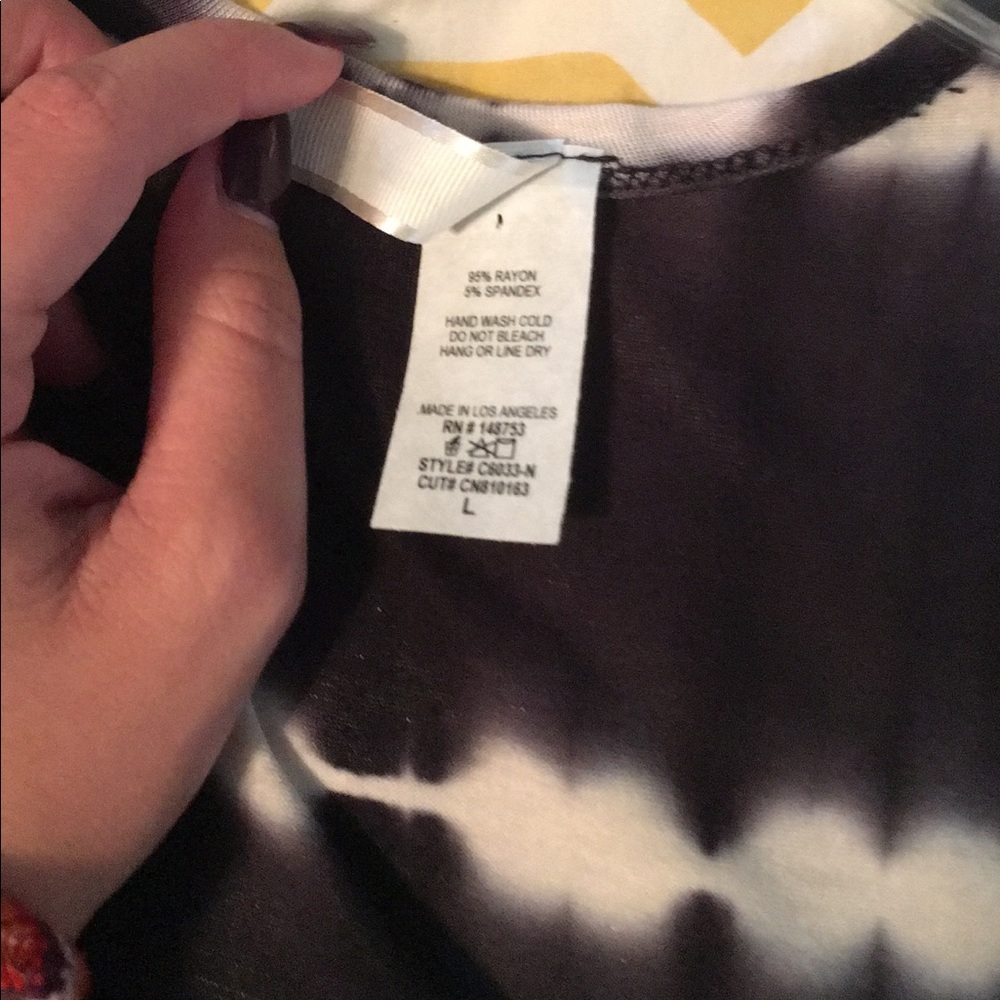 95% RAYON
5% SPANDEX
HAND WASH COLD
DO NOT BLEACH
HANG OR LINE DRY
MADE IN LOS ANGELES
RN # 148753
STYLE# C6033-N
CUT# CN810163
L